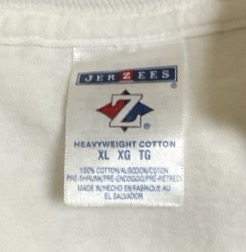 JERZEES
Z
HEAVYWEIGHT COTTON
XL XG TG
100% COTTON/ALGODON/COTON
PRE-SHRUNK/PRE-ENCOGIDO/PRE-RETRECI
MADE IN/HECHO EN/FABRIQUE AU
EL SALVADOR